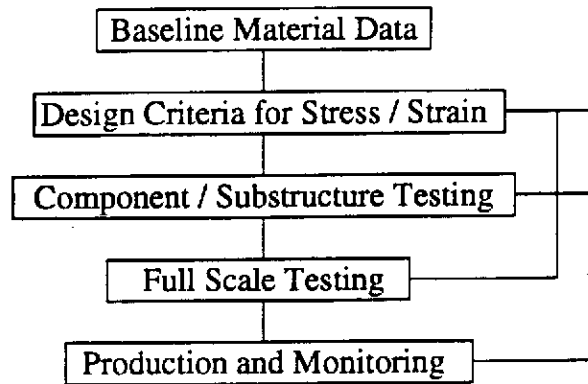 Baseline Material Data
Design Criteria for Stress / Strain
Component / Substructure Testing
Full Scale Testing
Production and Monitoring